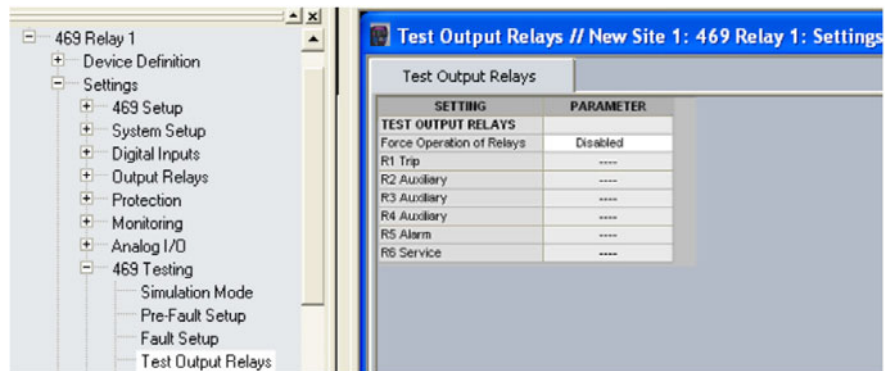 469 Relay 1
Device Definition
Settings
469 Setup
System Setup
Digital Inputs
Output Relays
Protection
Monitoring
Analog I/O
469 Testing
Simulation Mode
Pre-Fault Setup
Fault Setup
Test Output Relays
Test Output Relays // New Site 1: 469 Relay 1: Settings
Test Output Relays
SETTING PARAMETER
TEST OUTPUT RELAYS
Force Operation of Relays Disabled
R1 Trip ----
R2 Auxiliary ----
R3 Auxiliary ----
R4 Auxiliary ----
R5 Alarm ----
R6 Service ----